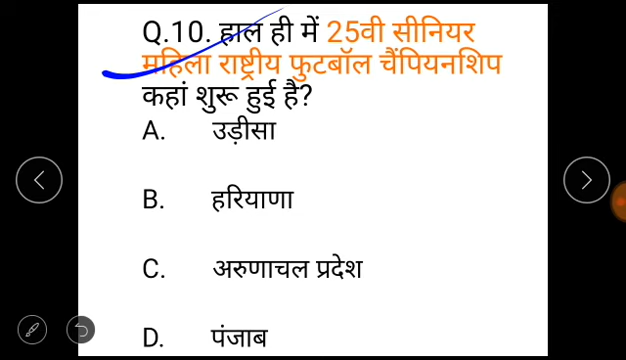 Q.10. हाल ही में 25वी सीनियर
महिला राष्ट्रीय फुटबॉल चैंपियनशिप
कहां शुरू हुई है?
A. उड़ीसा
B. हरियाणा
C. अरुणाचल प्रदेश
D. पंजाब